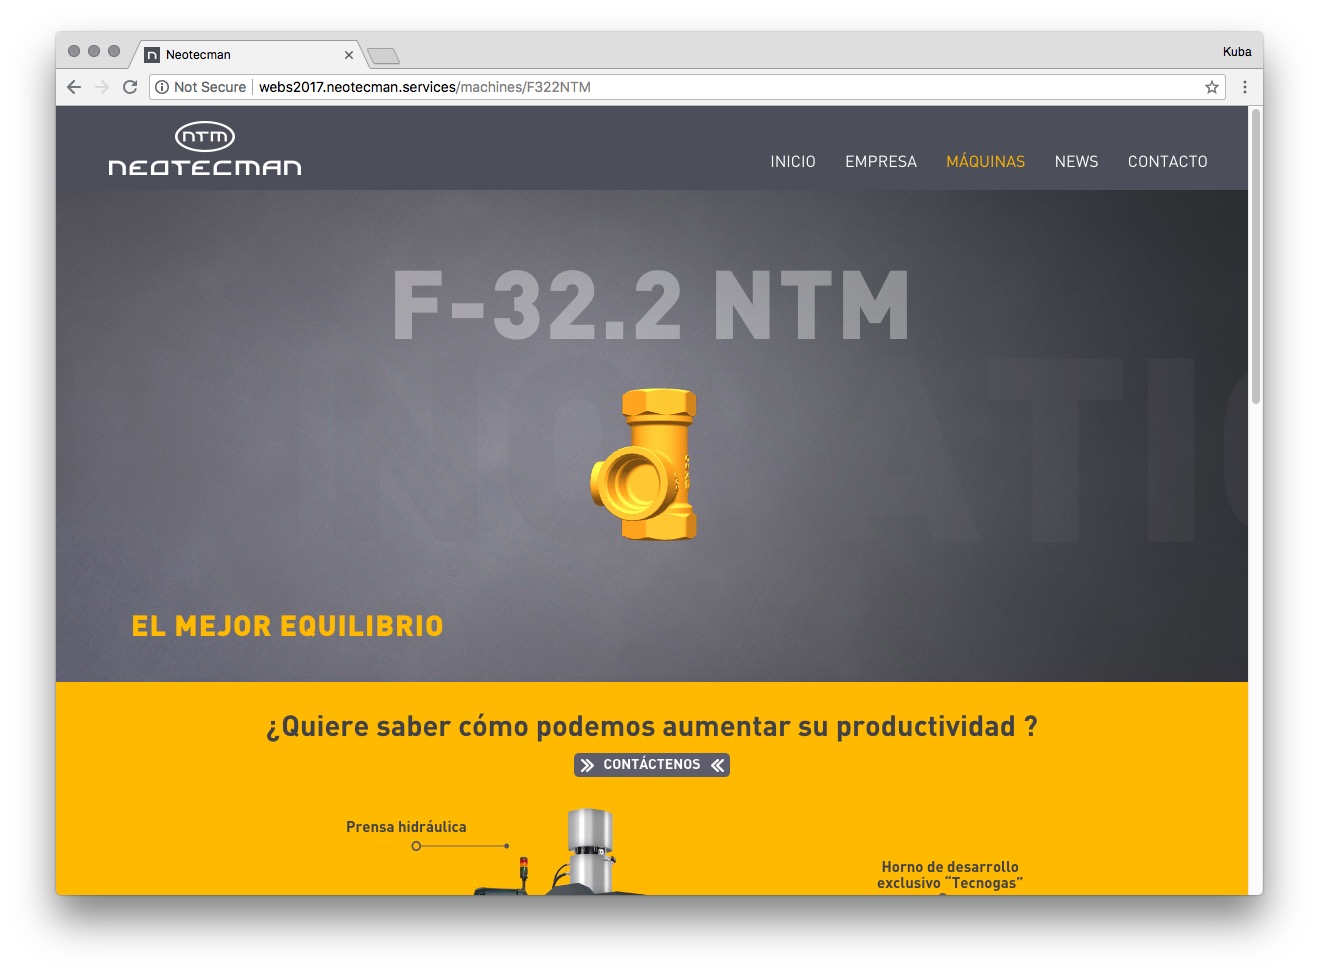 Neotecman
Kuba
Not Secure
webs2017.neotecman.services/machines/F322NTM
NTM
NEOTECMAN
INICIO
EMPRESA
MÁQUINAS
NEWS
CONTACTO
F-32.2 NTM
EL MEJOR EQUILIBRIO
¿Quiere saber cómo podemos aumentar su productividad ?
CONTÁCTENOS
Prensa hidráulica
Horno de desarrollo
exclusivo “Tecnogas”